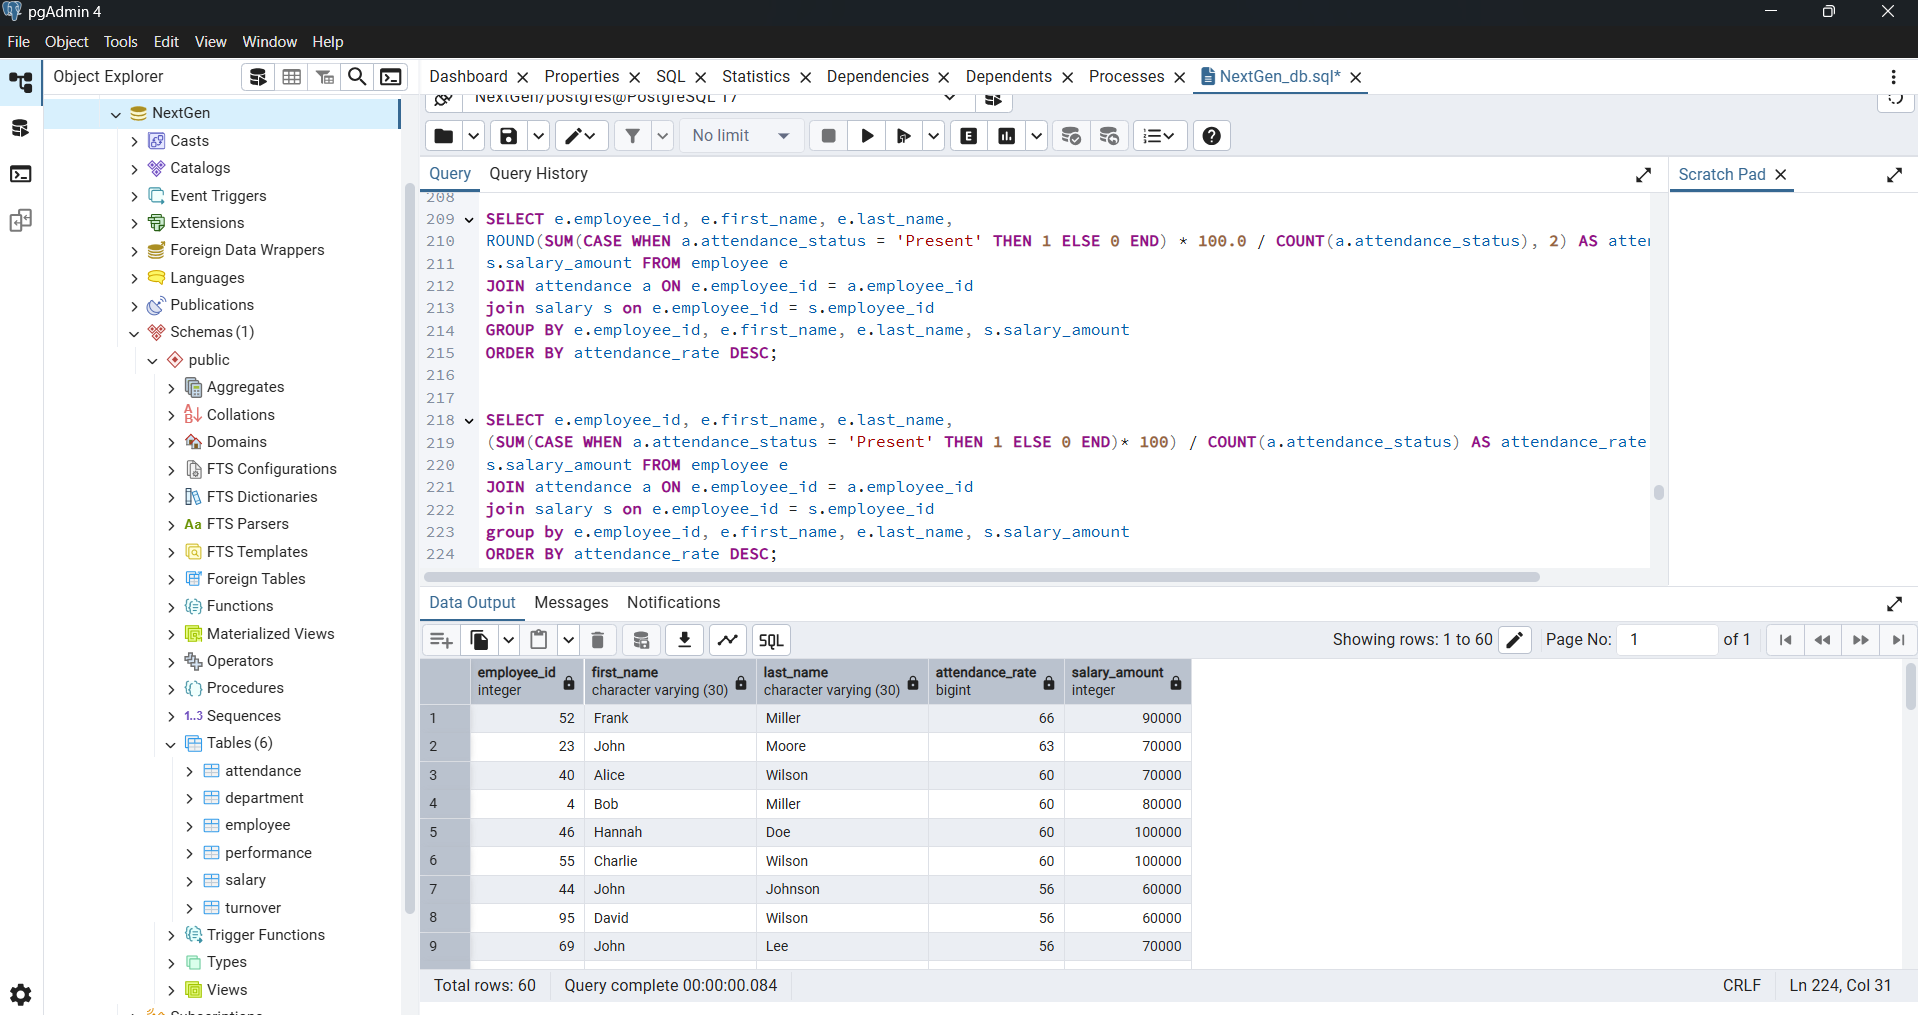 pgAdmin 4
File Object Tools Edit View Window Help
Object Explorer
Dashboard Properties SQL Statistics Dependencies Dependents Processes NextGen_db.sql*
NextGen/postgres@PostgreSQL 17
No limit
Query Query History
Scratch Pad
NextGen
Casts
Catalogs
Event Triggers
Extensions
Foreign Data Wrappers
Languages
Publications
Schemas (1)
public
Aggregates
Collations
Domains
FTS Configurations
FTS Dictionaries
Aa FTS Parsers
FTS Templates
Foreign Tables
Functions
Materialized Views
Operators
Procedures
1..3 Sequences
Tables (6)
attendance
department
employee
performance
salary
turnover
Trigger Functions
Types
Views
Subscriptions
208
209 SELECT e.employee_id, e.first_name, e.last_name,
210 ROUND(SUM(CASE WHEN a.attendance_status = 'Present' THEN 1 ELSE 0 END) * 100.0 / COUNT(a.attendance_status), 2) AS atte
211 s.salary_amount FROM employee e
212 JOIN attendance a ON e.employee_id = a.employee_id
213 join salary s on e.employee_id = s.employee_id
214 GROUP BY e.employee_id, e.first_name, e.last_name, s.salary_amount
215 ORDER BY attendance_rate DESC;
216
217
218 SELECT e.employee_id, e.first_name, e.last_name,
219 (SUM(CASE WHEN a.attendance_status = 'Present' THEN 1 ELSE 0 END)* 100) / COUNT(a.attendance_status) AS attendance_rate
220 s.salary_amount FROM employee e
221 JOIN attendance a ON e.employee_id = a.employee_id
222 join salary s on e.employee_id = s.employee_id
223 group by e.employee_id, e.first_name, e.last_name, s.salary_amount
224 ORDER BY attendance_rate DESC;
Data Output Messages Notifications
SQL Showing rows: 1 to 60 Page No: 1 of 1
employee_id first_name last_name attendance_rate salary_amount
integer character varying (30) character varying (30) bigint integer
1 52 Frank Miller 66 90000
2 23 John Moore 63 70000
3 40 Alice Wilson 60 70000
4 4 Bob Miller 60 80000
5 46 Hannah Doe 60 100000
6 55 Charlie Wilson 60 100000
7 44 John Johnson 56 60000
8 95 David Wilson 56 60000
9 69 John Lee 56 70000
Total rows: 60 Query complete 00:00:00.084 CRLF Ln 224, Col 31